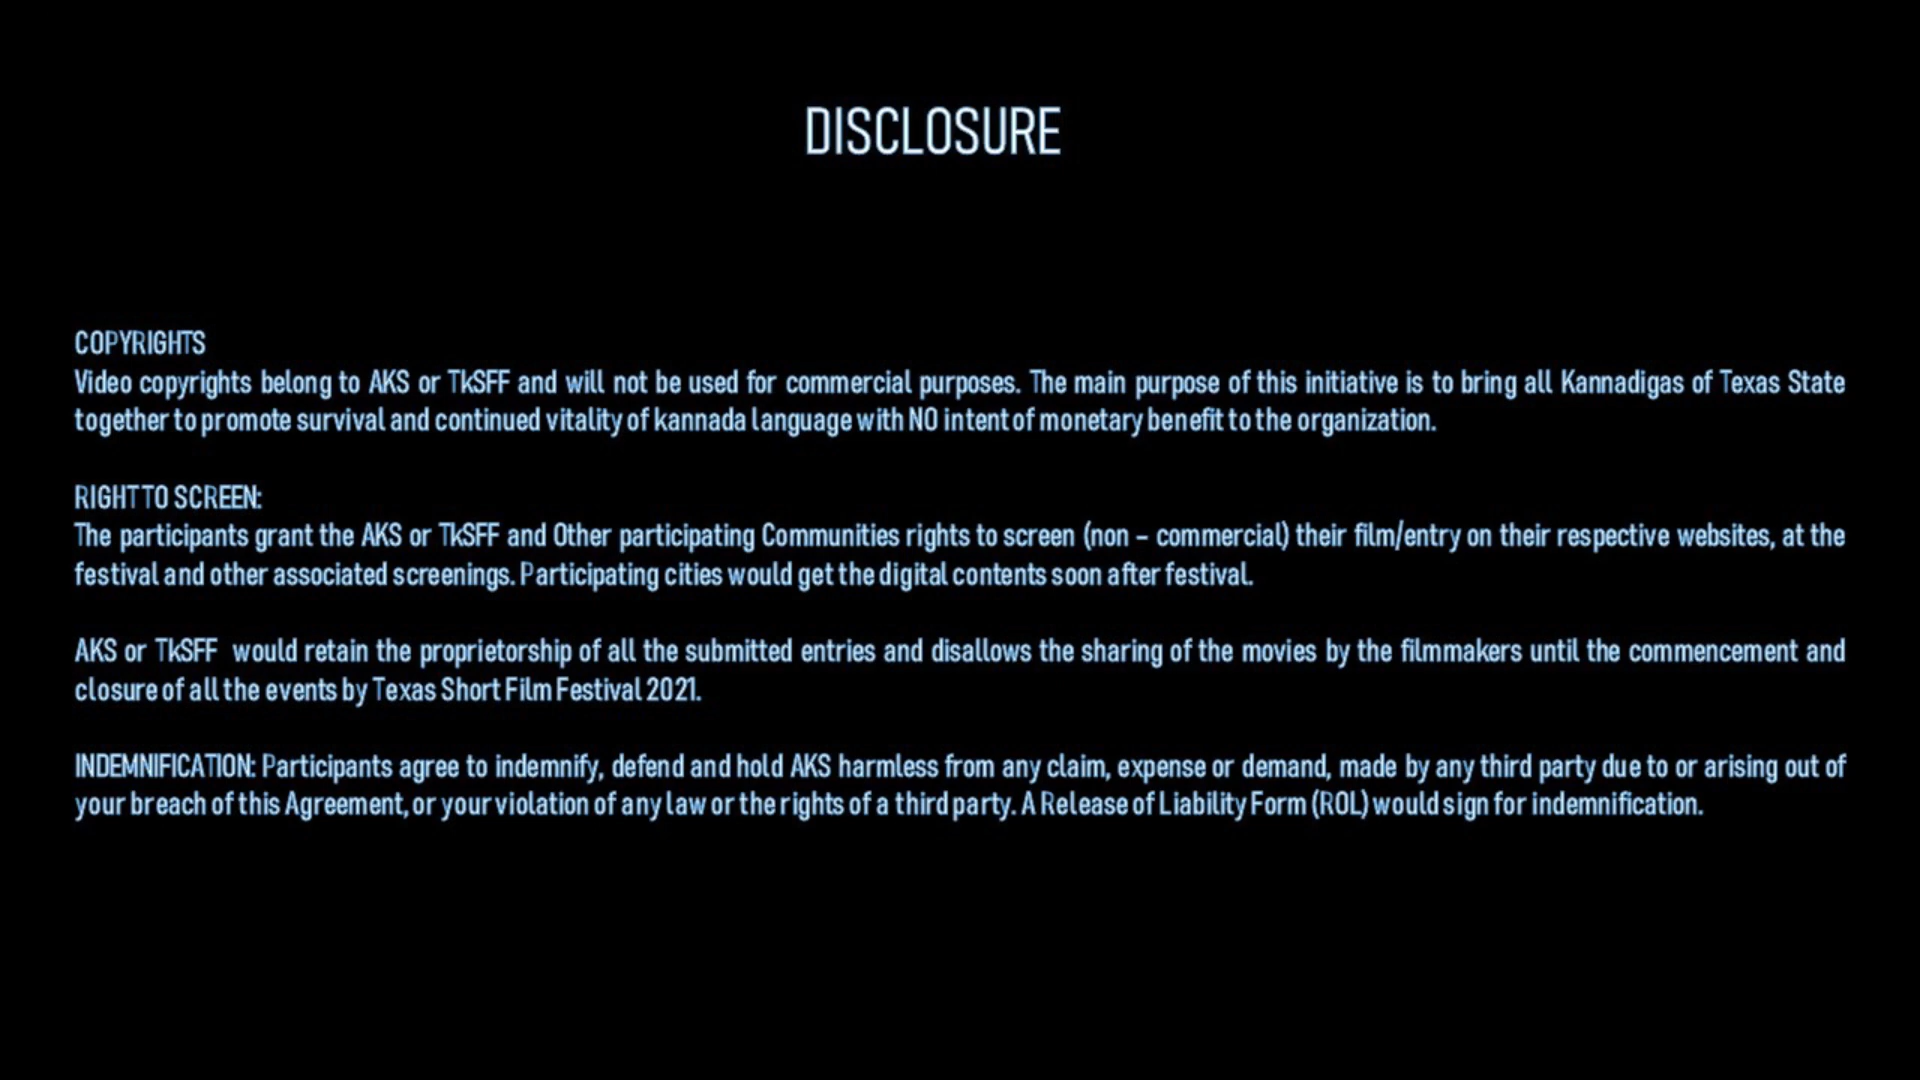 DISCLOSURE
COPYRIGHTS
Video copyrights belong to AKS or TkSFF and will not be used for commercial purposes. The main purpose of this initiative is to bring all Kannadigas of Texas State
together to promote survival and continued vitality of kannada language with NO intent of monetary benefit to the organization.
RIGHT TO SCREEN:
The participants grant the AKS or TkSFF and Other participating Communities rights to screen (non - commercial) their film/entry on their respective websites, at the
festival and other associated screenings. Participating cities would get the digital contents soon after festival.
AKS or TkSFF would retain the proprietorship of all the submitted entries and disallows the sharing of the movies by the filmmakers until the commencement and
closure of all the events by Texas Short Film Festival 2021.
INDEMNIFICATION: Participants agree to indemnify, defend and hold AKS harmless from any claim, expense or demand, made by any third party due to or arising out of
your breach of this Agreement, or your violation of any law or the rights of a third party. A Release of Liability Form (ROL) would sign for indemnification.